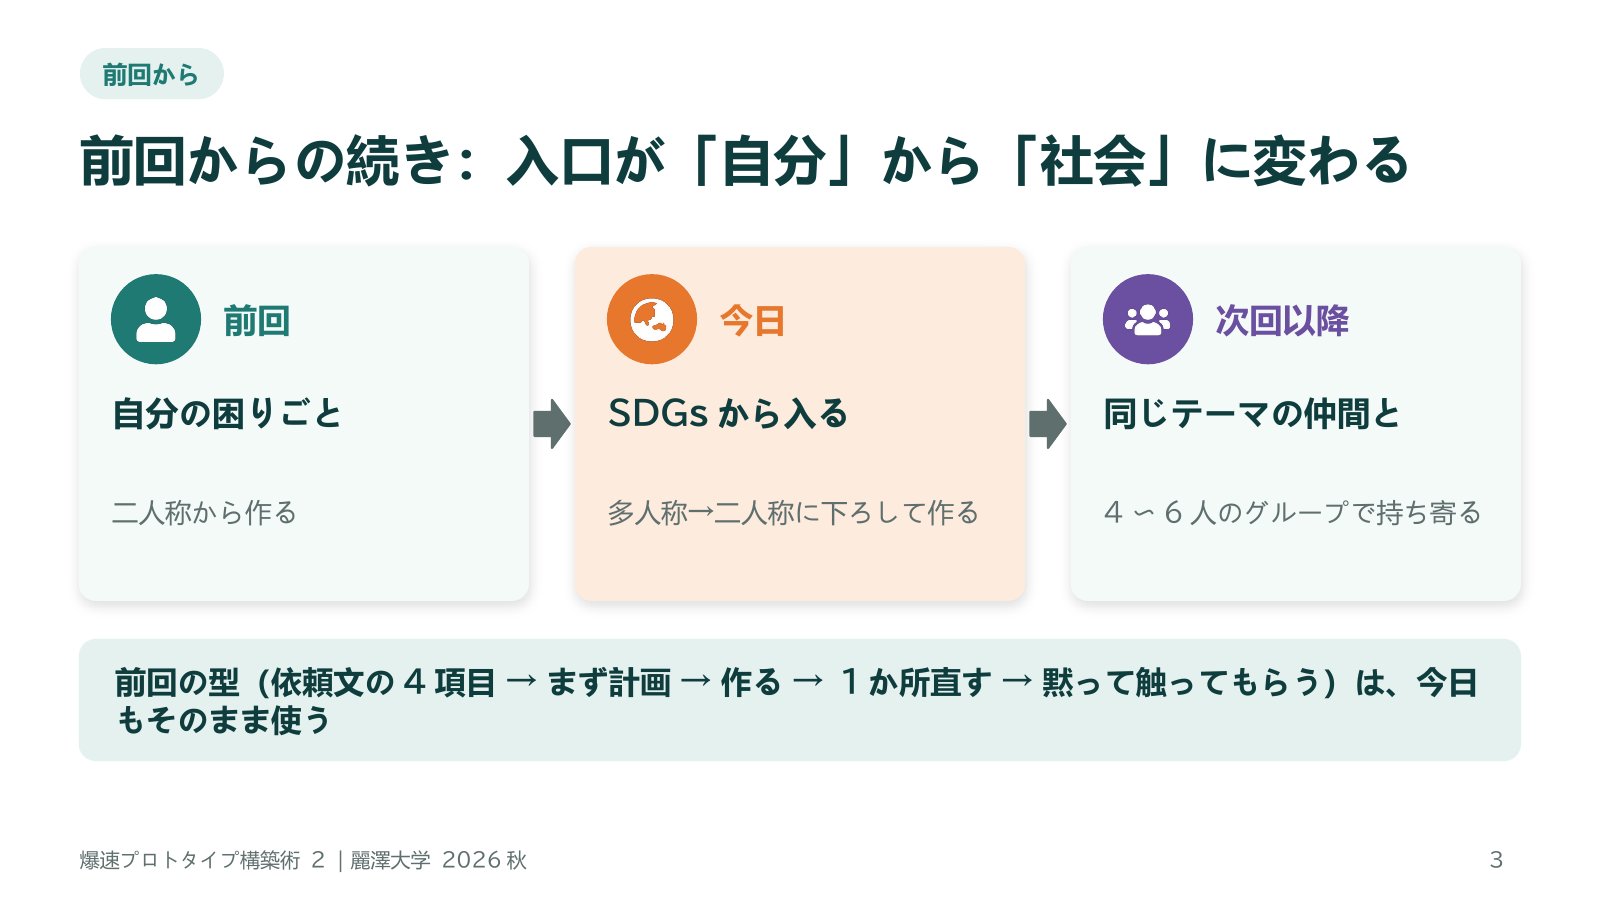 前回から
前回からの続き：入口が「自分」から「社会」に変わる
前回
自分の困りごと
二人称から作る
今日
SDGs から入る
多人称→二人称に下ろして作る
次回以降
同じテーマの仲間と
4 〜 6 人のグループで持ち寄る
前回の型（依頼文の 4 項目 → まず計画 → 作る → 1 か所直す → 黙って触ってもらう）は、今日
もそのまま使う
爆速プロトタイプ構築術 2 | 麗澤大学 2026 秋
3